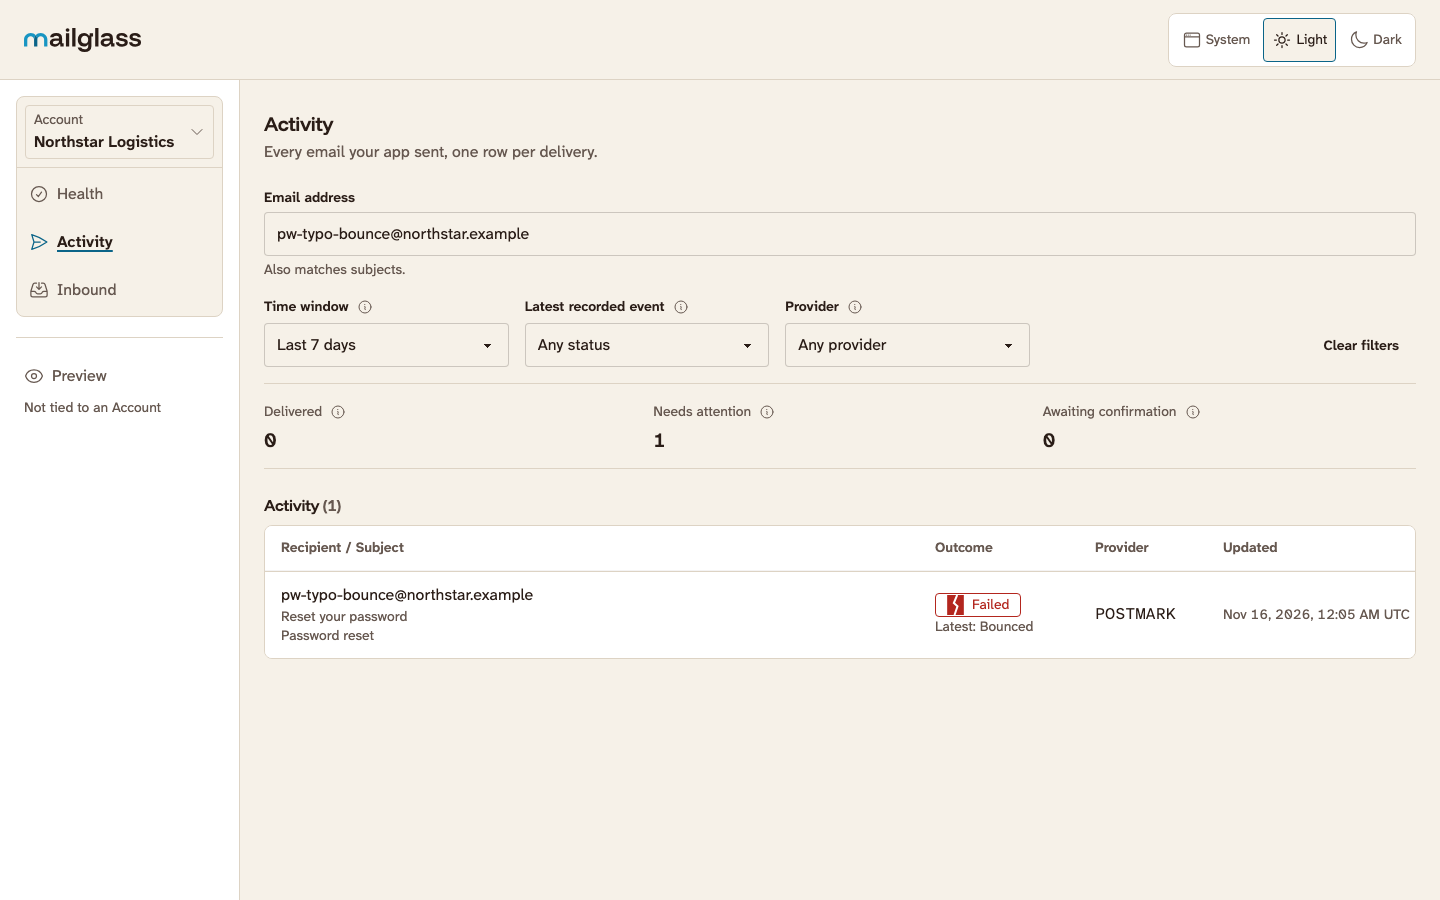 mailglass
System
Light
Dark
Account
Northstar Logistics
Health
Activity
Inbound
Preview
Not tied to an Account
Activity
Every email your app sent, one row per delivery.
Email address
pw-typo-bounce@northstar.example
Also matches subjects.
Time window
Latest recorded event
Provider
Last 7 days
Any status
Any provider
Clear filters
Delivered
Needs attention
Awaiting confirmation
0
1
0
Activity (1)
Recipient / Subject
Outcome
Provider
Updated
pw-typo-bounce@northstar.example
Reset your password
Password reset
Failed
Latest: Bounced
POSTMARK
Nov 16, 2026, 12:05 AM UTC